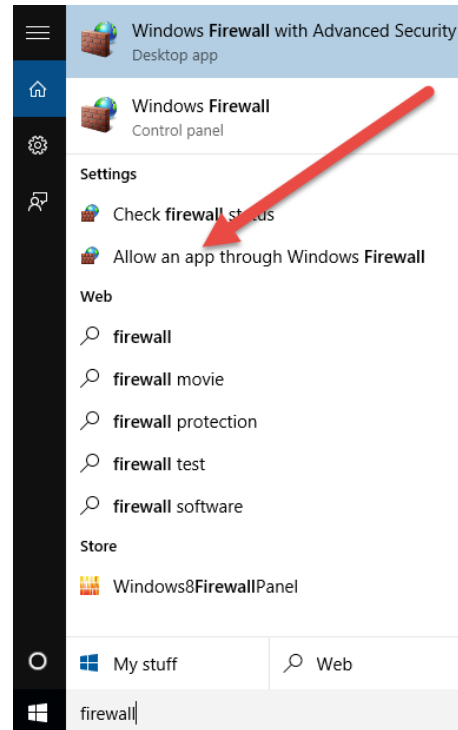 Windows Firewall with Advanced Security
Desktop app
Windows Firewall
Control panel
Settings
Check firewall status
Allow an app through Windows Firewall
Web
firewall
firewall movie
firewall protection
firewall test
firewall software
Store
Windows8FirewallPanel
My stuff
Web
firewall